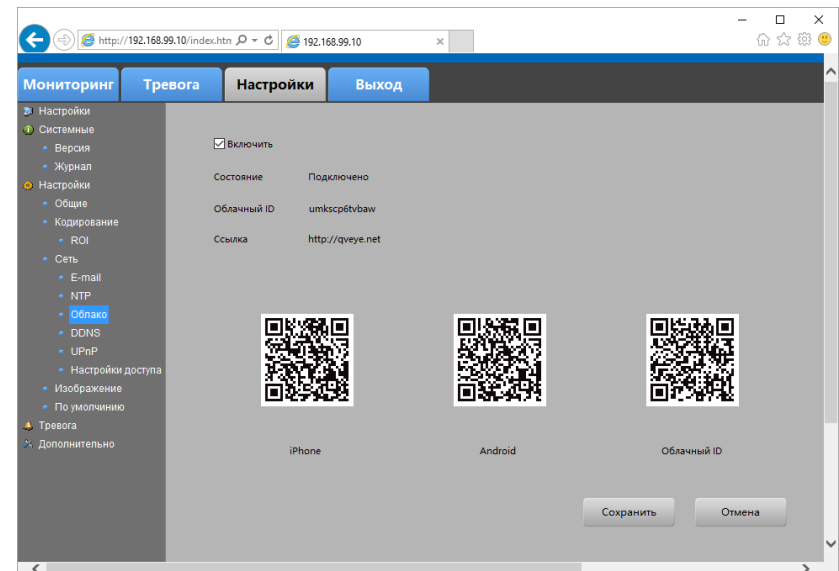 http://192.168.99.10/index.htn
192.168.99.10
Мониторинг
Тревога
Настройки
Выход
Настройки
Системные
Версия
Журнал
Настройки
Общие
Кодирование
ROI
Сеть
E-mail
NTP
Облако
DDNS
UPnP
Настройки доступа
Изображение
По умолчинию
Тревога
Дополнительно
Включить
Состояние Подключено
Облачный ID umkscp6tvbaw
Ссылка http://qveye.net
iPhone
Android
Облачный ID
Сохранить
Отмена